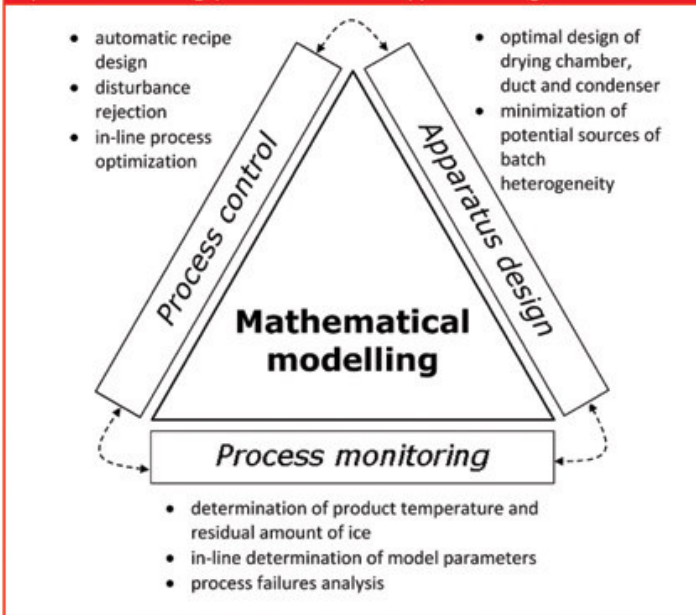 • automatic recipe
design
• disturbance
rejection
• in-line process
optimization
• optimal design of
drying chamber,
duct and condenser
• minimization of
potential sources of
batch
heterogeneity
Process control
Apparatus design
Mathematical
modelling
Process monitoring
• determination of product temperature and
residual amount of ice
• in-line determination of model parameters
• process failures analysis